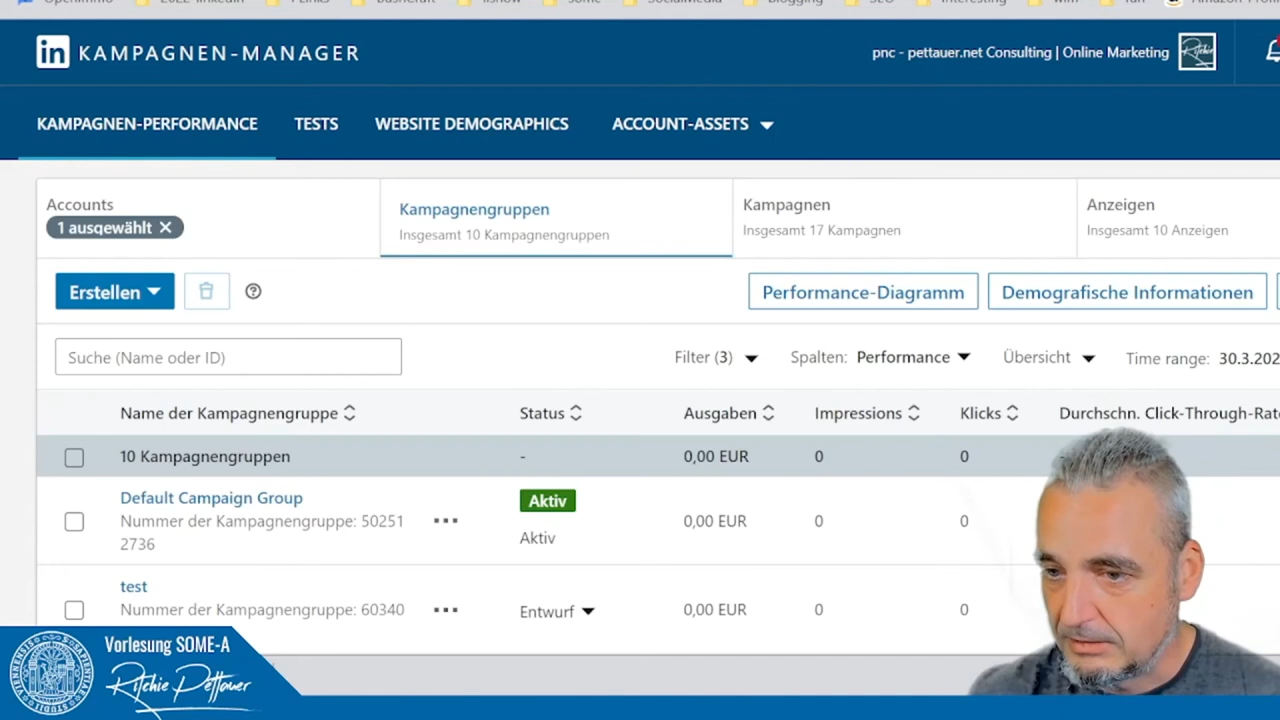 in KAMPAGNEN-MANAGER
pnc - pettauer.net Consulting | Online Marketing
KAMPAGNEN-PERFORMANCE TESTS WEBSITE DEMOGRAPHICS ACCOUNT-ASSETS
Accounts
1 ausgewählt ✕
Kampagnengruppen
Insgesamt 10 Kampagnengruppen
Kampagnen
Insgesamt 17 Kampagnen
Anzeigen
Insgesamt 10 Anzeigen
Erstellen
Performance-Diagramm Demografische Informationen
Suche (Name oder ID)
Filter (3) Spalten: Performance Übersicht Time range: 30.3.202
Name der Kampagnengruppe Status Ausgaben Impressions Klicks Durchschn. Click-Through-Rate
10 Kampagnengruppen - 0,00 EUR 0 0
Default Campaign Group
Nummer der Kampagnengruppe: 50251
2736
Aktiv
Aktiv
0,00 EUR 0 0
test
Nummer der Kampagnengruppe: 60340
Entwurf 0,00 EUR 0 0
Vorlesung SOME-A
Ritchie Pettauer